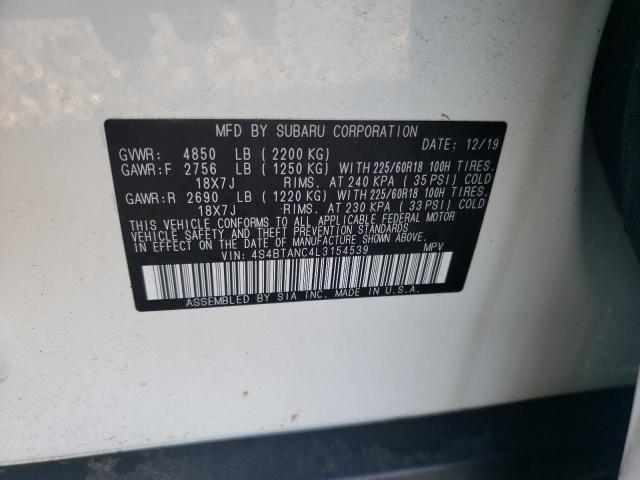 MFD BY SUBARU CORPORATION
DATE: 12/19
GVWR: 4850 LB (2200 KG)
GAWR:F 2756 LB (1250 KG) WITH 225/60R18 100H TIRES.
18X7J RIMS. AT 240 KPA (35 PSI) COLD
GAWR:R 2690 LB (1220 KG) WITH 225/60R18 100H TIRES.
18X7J RIMS. AT 230 KPA (33 PSI) COLD
THIS VEHICLE CONFORMS TO ALL APPLICABLE FEDERAL MOTOR
VEHICLE SAFETY AND THEFT PREVENTION STANDARDS
IN EFFECT ON THE DATE OF MANUFACTURE SHOWN ABOVE.
VIN: 4S4BTANC4L3154539 MPV
ASSEMBLED BY SIA INC. MADE IN U.S.A.